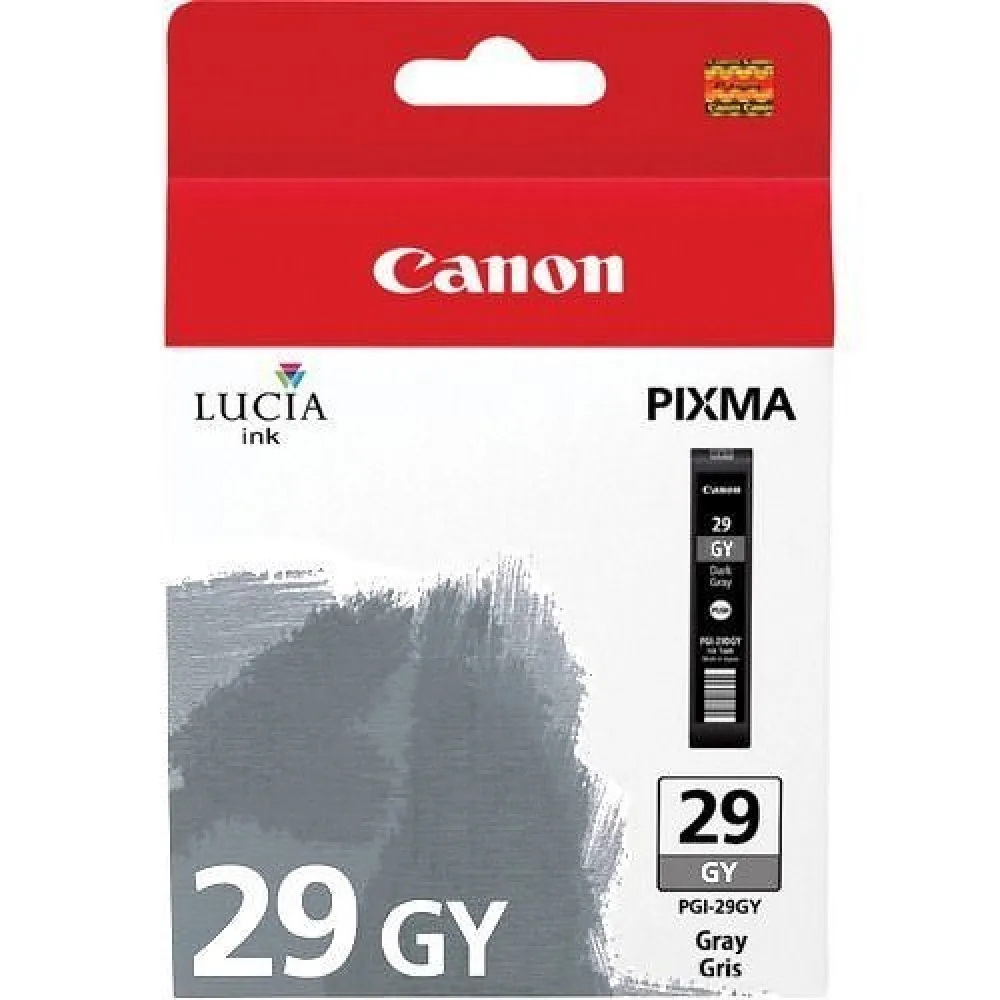 Canon
LUCIA
ink
PIXMA
Canon
29
GY
Dark
Gray
PGI-29GY
29
GY
PGI-29GY
Gray
Gris
29 GY